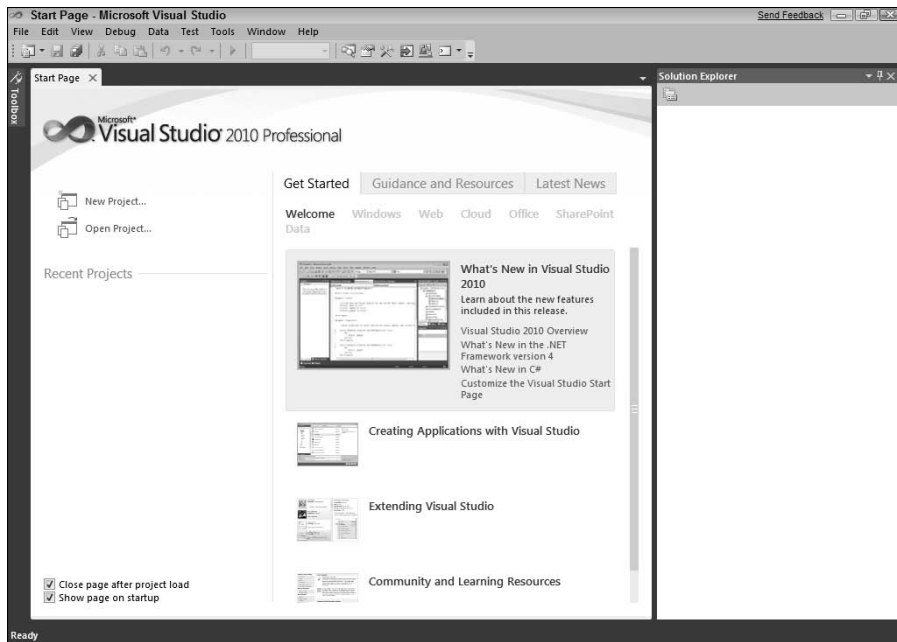 Start Page - Microsoft Visual Studio
Send Feedback
File Edit View Debug Data Test Tools Window Help
Toolbox
Start Page
Solution Explorer
Microsoft
Visual Studio 2010 Professional
New Project...
Open Project...
Recent Projects
Get Started Guidance and Resources Latest News
Welcome Windows Web Cloud Office SharePoint
Data
What's New in Visual Studio
2010
Learn about the new features
included in this release.
Visual Studio 2010 Overview
What's New in the .NET
Framework version 4
What's New in C#
Customize the Visual Studio Start
Page
Creating Applications with Visual Studio
Extending Visual Studio
Community and Learning Resources
Close page after project load
Show page on startup
Ready